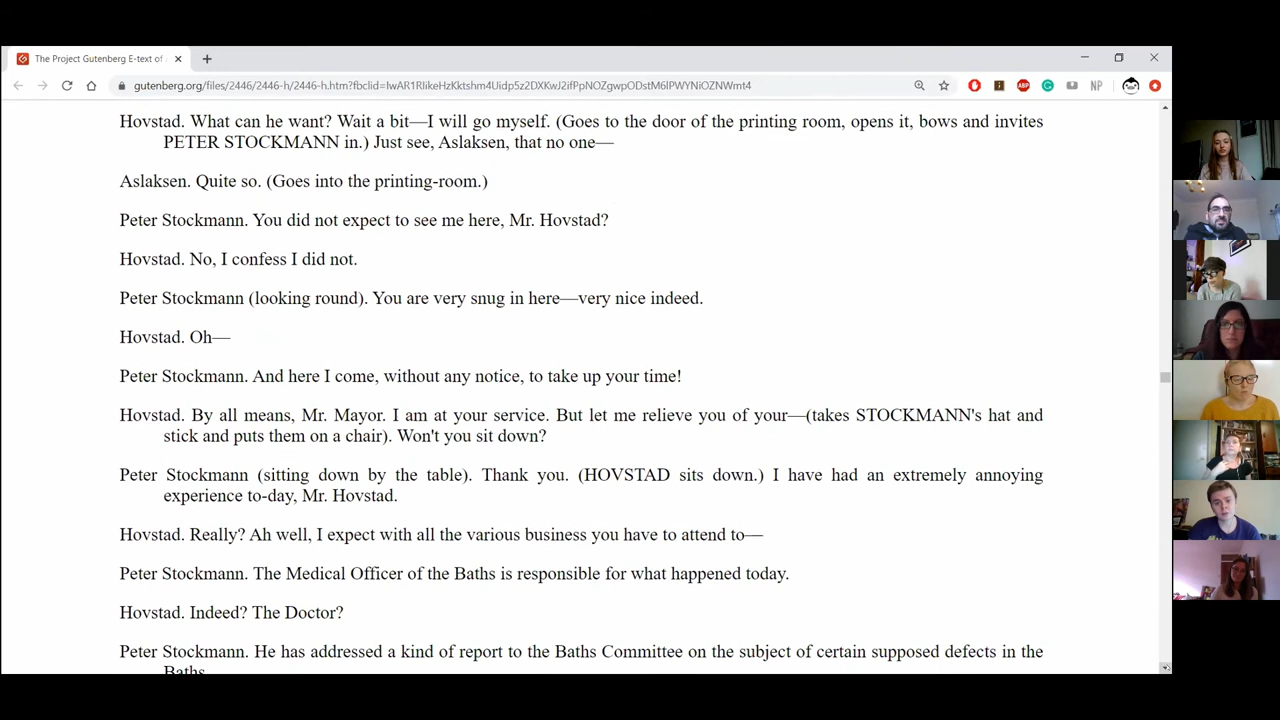 The Project Gutenberg E-text of
gutenberg.org/files/2446/2446-h/2446-h.htm?fbclid=IwAR1RIikeHzKktshm4Uidp5z2DXKwJ2ifPpNOZgwpODstM6lPWYNiOZNWmt4
ABP
NP
Hovstad. What can he want? Wait a bit—I will go myself. (Goes to the door of the printing room, opens it, bows and invites
PETER STOCKMANN in.) Just see, Aslaksen, that no one—
Aslaksen. Quite so. (Goes into the printing-room.)
Peter Stockmann. You did not expect to see me here, Mr. Hovstad?
Hovstad. No, I confess I did not.
Peter Stockmann (looking round). You are very snug in here—very nice indeed.
Hovstad. Oh—
Peter Stockmann. And here I come, without any notice, to take up your time!
Hovstad. By all means, Mr. Mayor. I am at your service. But let me relieve you of your—(takes STOCKMANN's hat and
stick and puts them on a chair). Won't you sit down?
Peter Stockmann (sitting down by the table). Thank you. (HOVSTAD sits down.) I have had an extremely annoying
experience to-day, Mr. Hovstad.
Hovstad. Really? Ah well, I expect with all the various business you have to attend to—
Peter Stockmann. The Medical Officer of the Baths is responsible for what happened today.
Hovstad. Indeed? The Doctor?
Peter Stockmann. He has addressed a kind of report to the Baths Committee on the subject of certain supposed defects in the
Baths